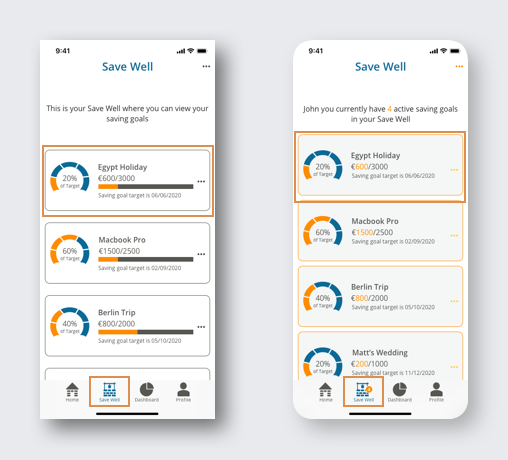 9:41
Save Well
This is your Save Well where you can view your
saving goals
Egypt Holiday
20%
of Target
€600/3000
Saving goal target is 06/06/2020
Macbook Pro
60%
of Target
€1500/2500
Saving goal target is 02/09/2020
Berlin Trip
40%
of Target
€800/2000
Saving goal target is 05/10/2020
Home
Save Well
Dashboard
Profile
9:41
Save Well
John you currently have 4 active saving goals
in your Save Well
Egypt Holiday
20%
of Target
€600/3000
Saving goal target is 06/06/2020
Macbook Pro
60%
of Target
€1500/2500
Saving goal target is 02/09/2020
Berlin Trip
40%
of Target
€800/2000
Saving goal target is 05/10/2020
Matt's Wedding
20%
of Target
€200/1000
Saving goal target is 11/12/2020
Home
4
Save Well
Dashboard
Profile